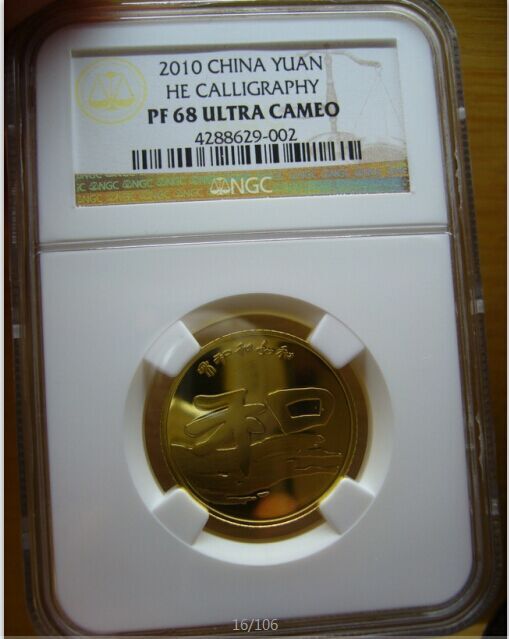 2010 CHINA YUAN
HE CALLIGRAPHY
PF 68 ULTRA CAMEO
4288629-002
NGC
和
16/106